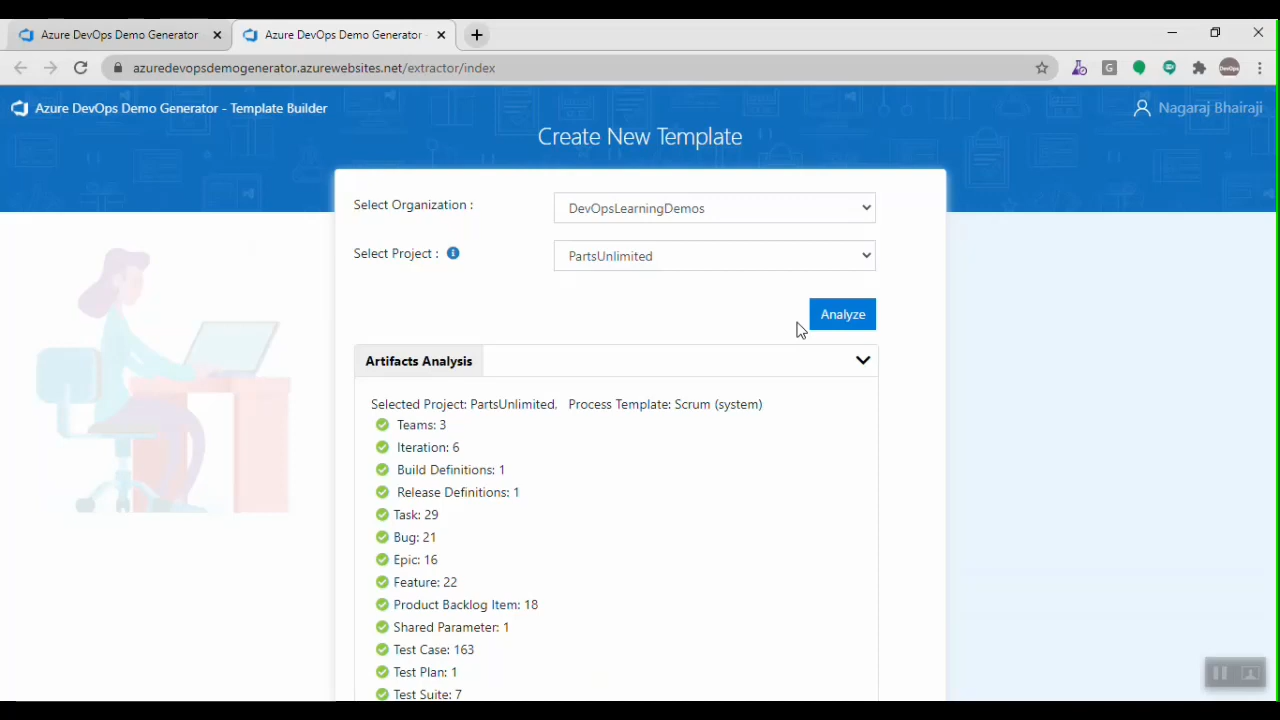 Azure DevOps Demo Generator
Azure DevOps Demo Generator
azuredevopsdemogenerator.azurewebsites.net/extractor/index
G
DevOps
Azure DevOps Demo Generator - Template Builder
Nagaraj Bhairaji
Create New Template
Select Organization :
DevOpsLearningDemos
Select Project :
PartsUnlimited
Analyze
Artifacts Analysis
Selected Project: PartsUnlimited. Process Template: Scrum (system)
Teams: 3
Iteration: 6
Build Definitions: 1
Release Definitions: 1
Task: 29
Bug: 21
Epic: 16
Feature: 22
Product Backlog Item: 18
Shared Parameter: 1
Test Case: 163
Test Plan: 1
Test Suite: 7